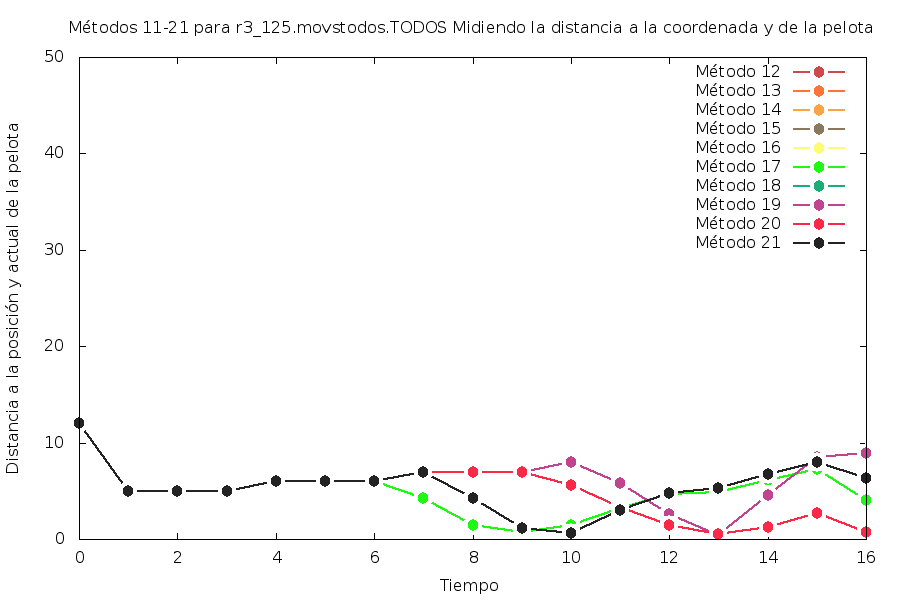 Métodos 11-21 para r3_125.movstodos.TODOS Midiendo la distancia a la coordenada y de la pelota
Distancia a la posición y actual de la pelota
50
40
30
20
10
0
Método 12
Método 13
Método 14
Método 15
Método 16
Método 17
Método 18
Método 19
Método 20
Método 21
0 2 4 6 8 10 12 14 16
Tiempo